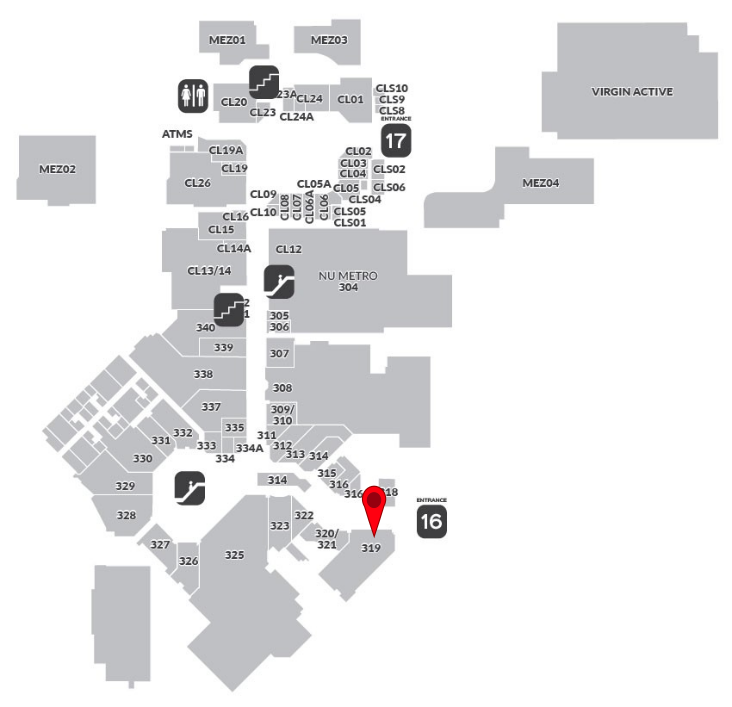 MEZ01
MEZ03
VIRGIN ACTIVE
CL20
CL23
23A
CL24
CL24A
CL01
CLS10
CLS9
CLS8
ENTRANCE
17
ATMS
CL19A
CL19
CL26
MEZ02
CL02
CL03
CL04
CL05A
CL05
CLS02
CLS06
CLS04
CLS05
CLS01
MEZ04
CL09
CL10
CL08
CL07
CL06A
CL06
CL16
CL15
CL14A
CL13/14
CL12
NU METRO
304
2
1
305
306
340
339
307
338
308
337
309/
310
335
311
312
313
314
334A
334
333
332
331
330
329
328
314
315
316
316
318
ENTRANCE
16
322
323
320/
321
319
325
327
326